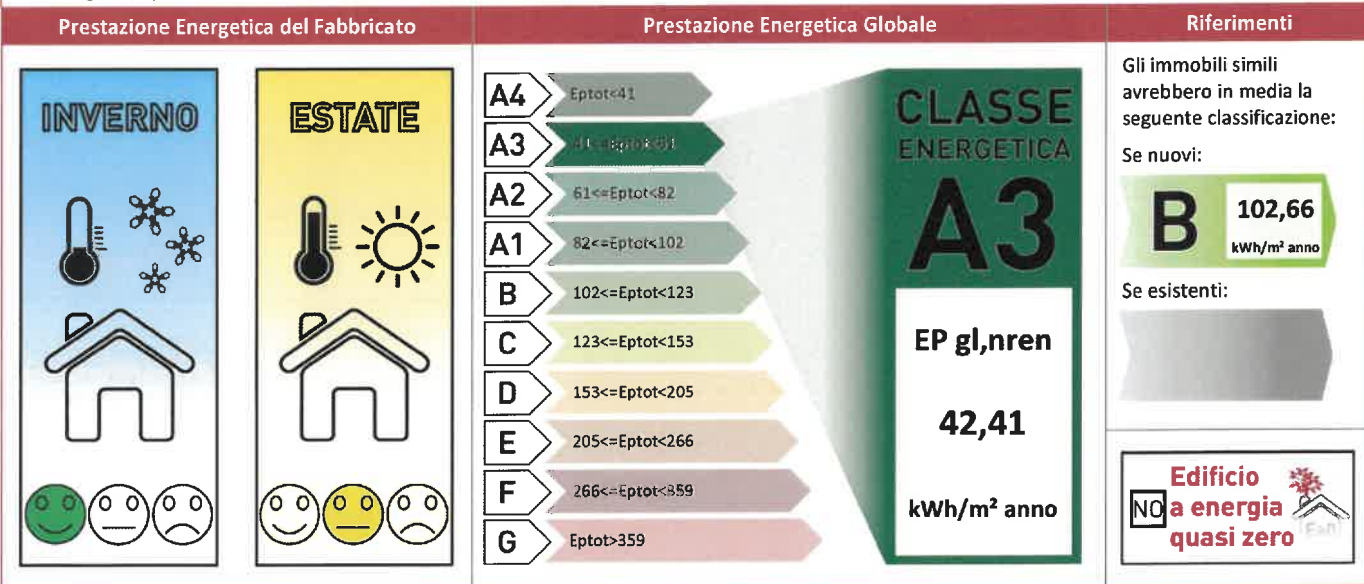 Prestazione Energetica del Fabbricato
Prestazione Energetica Globale
Riferimenti
INVERNO
ESTATE
A4
Eptot<41
A3
41<=Eptot<61
A2
61<=Eptot<82
A1
82<=Eptot<102
B
102<=Eptot<123
C
123<=Eptot<153
D
153<=Eptot<205
E
205<=Eptot<266
F
266<=Eptot<359
G
Eptot>359
CLASSE
ENERGETICA
A3
EP gl,nren
42,41
kWh/m² anno
Gli immobili simili
avrebbero in media la
seguente classificazione:
Se nuovi:
B
102,66
kWh/m² anno
Se esistenti:
NO
Edificio
a energia
quasi zero